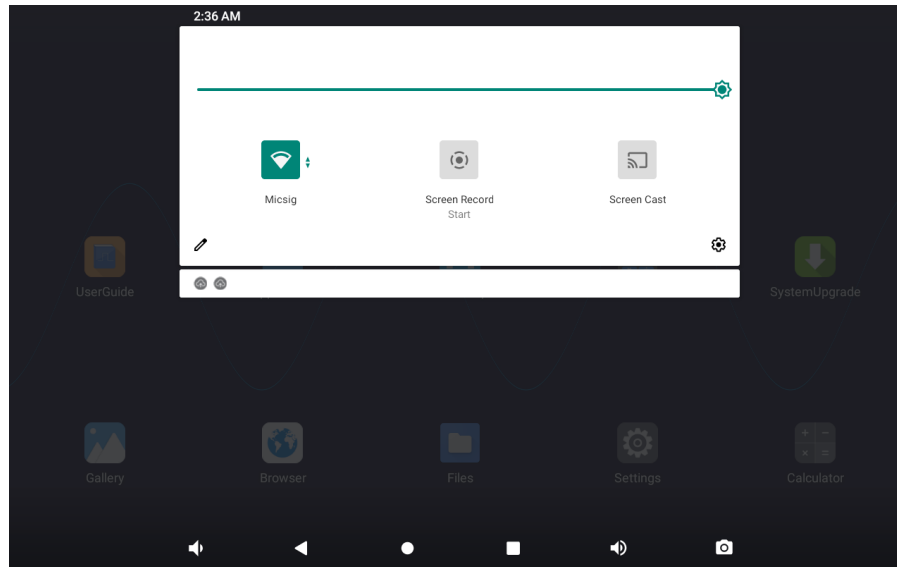 2:36 AM
Micsig
Screen Record
Screen Cast
Start
UserGuide
SystemUpgrade
Gallery
Browser
Files
Settings
Calculator